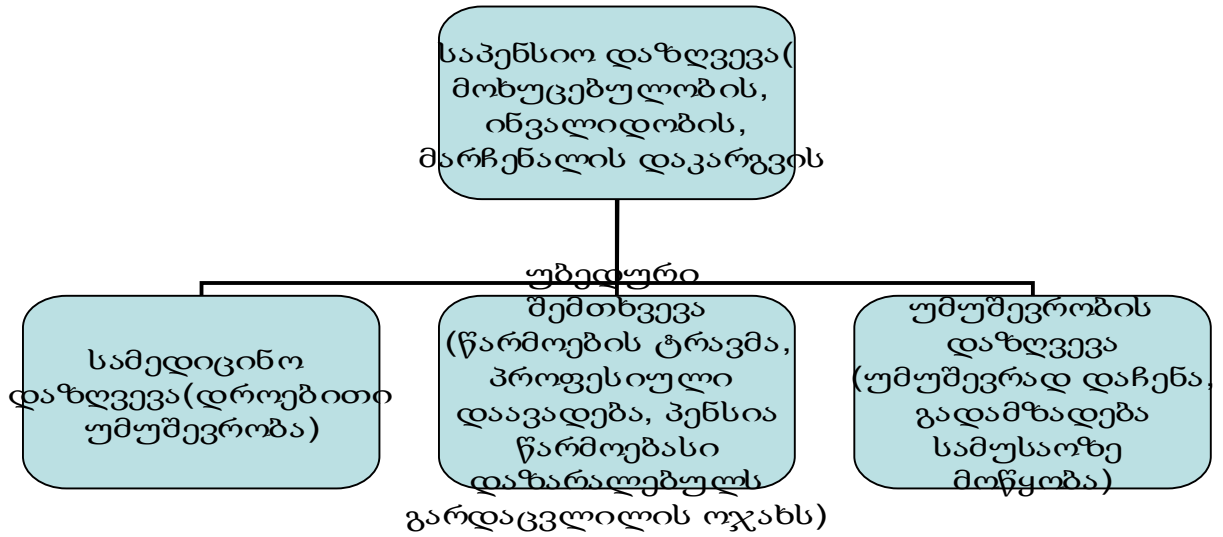 საპენსიო დაზღვევა(
მოხუცებულობის,
ინვალიდობის,
მარჩენალის დაკარგვის
სამედიცინო
დაზღვევა(დროებითი
უმუშევრობა)
უბედური
შემთხვევა
(წარმოების ტრავმა,
პროფესიული
დაავადება, პენსია
წარმოებასი
დაზარალებულს
გარდაცვლილის ოჯახს)
უმუშევრობის
დაზღვევა
(უმუშევრად დაჩენა,
გადამზადება
სამუსაოზე
მოწყობა)